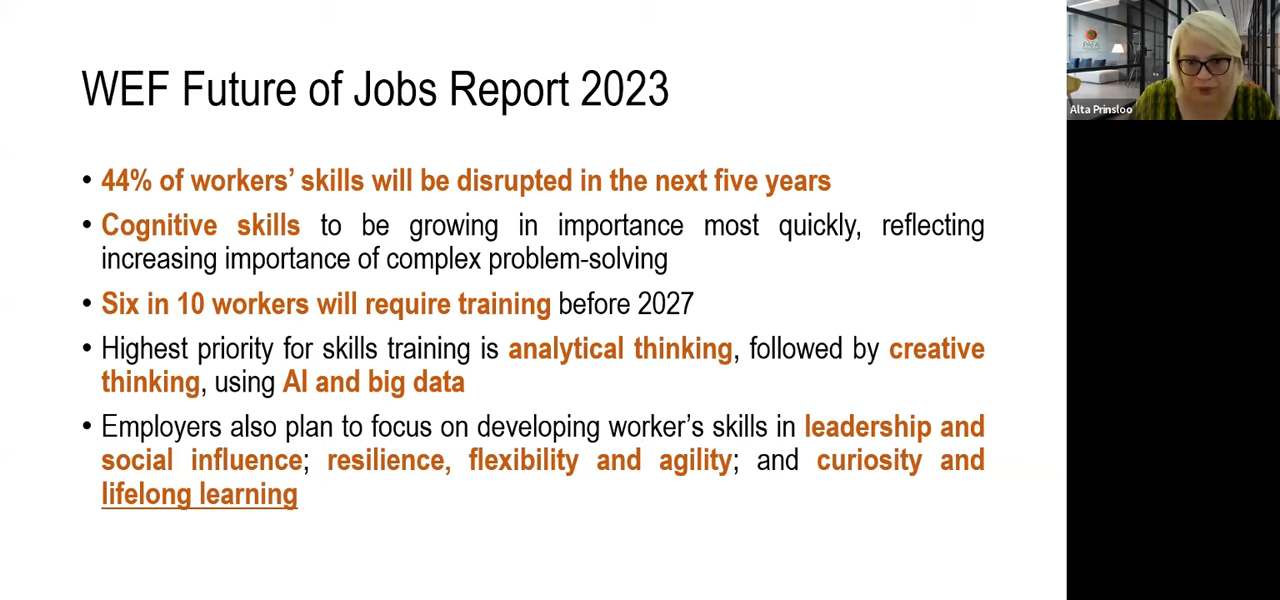 WEF Future of Jobs Report 2023
• 44% of workers’ skills will be disrupted in the next five years
• Cognitive skills to be growing in importance most quickly, reflecting
increasing importance of complex problem-solving
• Six in 10 workers will require training before 2027
• Highest priority for skills training is analytical thinking, followed by creative
thinking, using AI and big data
• Employers also plan to focus on developing worker’s skills in leadership and
social influence; resilience, flexibility and agility; and curiosity and
lifelong learning
PAFA
Alta Prinsloo